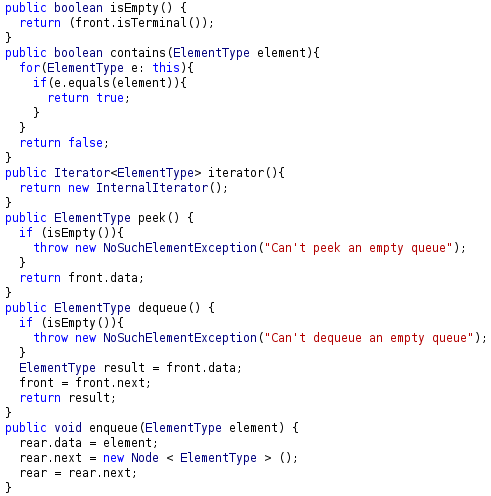 public boolean isEmpty() {
  return (front.isTerminal());
}
public boolean contains(ElementType element){
  for(ElementType e: this){
    if(e.equals(element)){
      return true;
    }
  }
  return false;
}
public Iterator<ElementType> iterator(){
  return new InternalIterator();
}
public ElementType peek() {
  if (isEmpty()){
    throw new NoSuchElementException("Can't peek an empty queue");
  }
  return front.data;
}
public ElementType dequeue() {
  if (isEmpty()){
    throw new NoSuchElementException("Can't dequeue an empty queue");
  }
  ElementType result = front.data;
  front = front.next;
  return result;
}
public void enqueue(ElementType element) {
  rear.data = element;
  rear.next = new Node < ElementType > ();
  rear = rear.next;
}